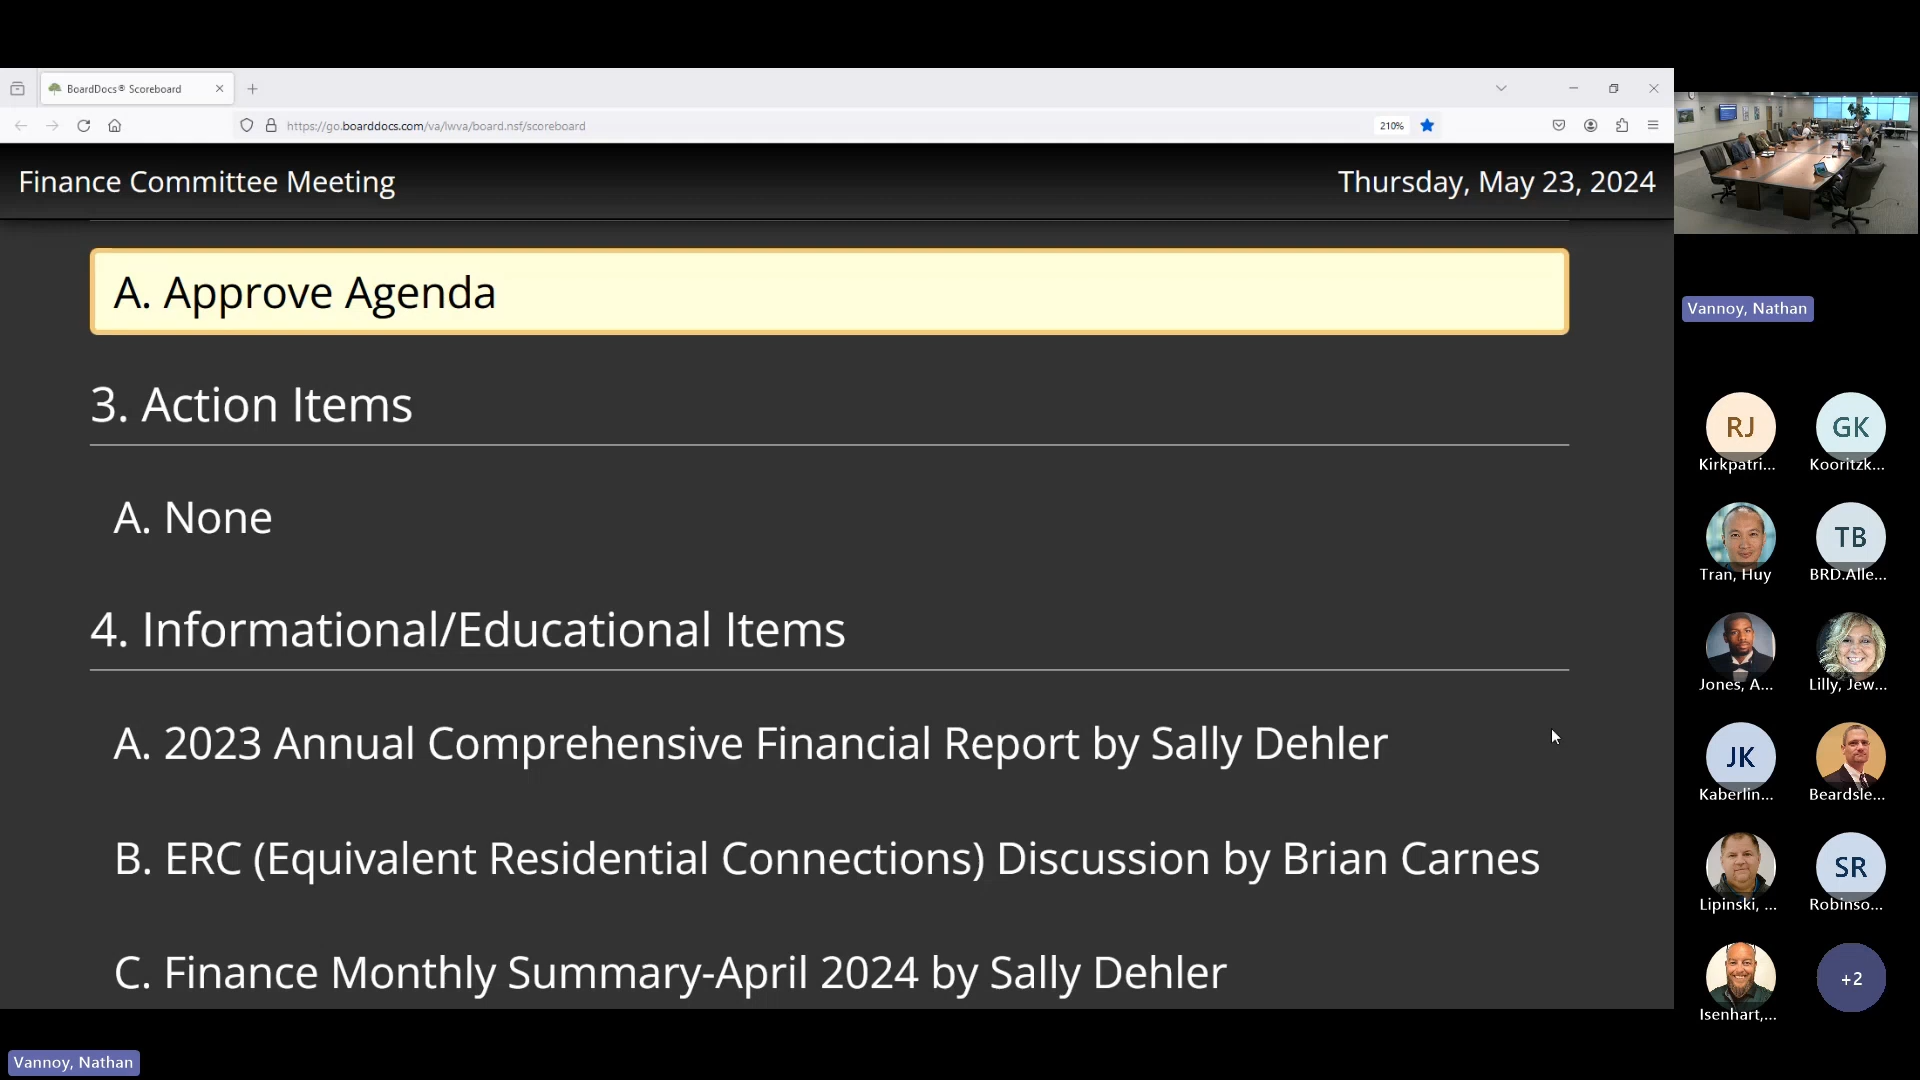 BoardDocs® Scoreboard
https://go.boarddocs.com/va/lwva/board.nsf/scoreboard
210%
Finance Committee Meeting
Thursday, May 23, 2024
A. Approve Agenda
3. Action Items
A. None
4. Informational/Educational Items
A. 2023 Annual Comprehensive Financial Report by Sally Dehler
B. ERC (Equivalent Residential Connections) Discussion by Brian Carnes
C. Finance Monthly Summary-April 2024 by Sally Dehler
Vannoy, Nathan
RJ
GK
Kirkpatri...
Kooritzk...
TB
Tran, Huy
BRD.Alle...
Jones, A...
Lilly, Jew...
JK
Kaberlin...
Beardsle...
SR
Lipinski, ...
Robinso...
+2
Isenhart,...
Vannoy, Nathan